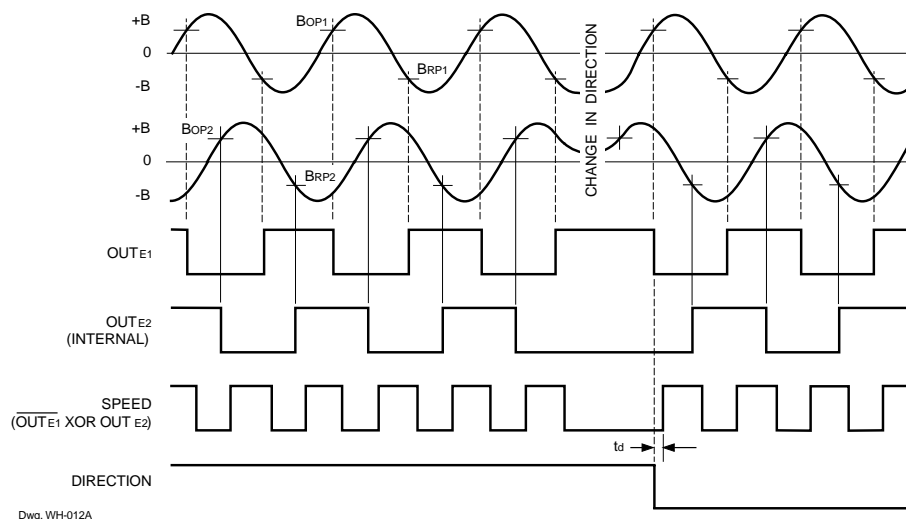 +B
0
-B
BOP1
BRP1
+B
0
-B
BOP2
BRP2
CHANGE IN DIRECTION
OUTE1
OUTE2
(INTERNAL)
SPEED
(OUTE1 XOR OUT E2)
td
DIRECTION
Dwg. WH-012A